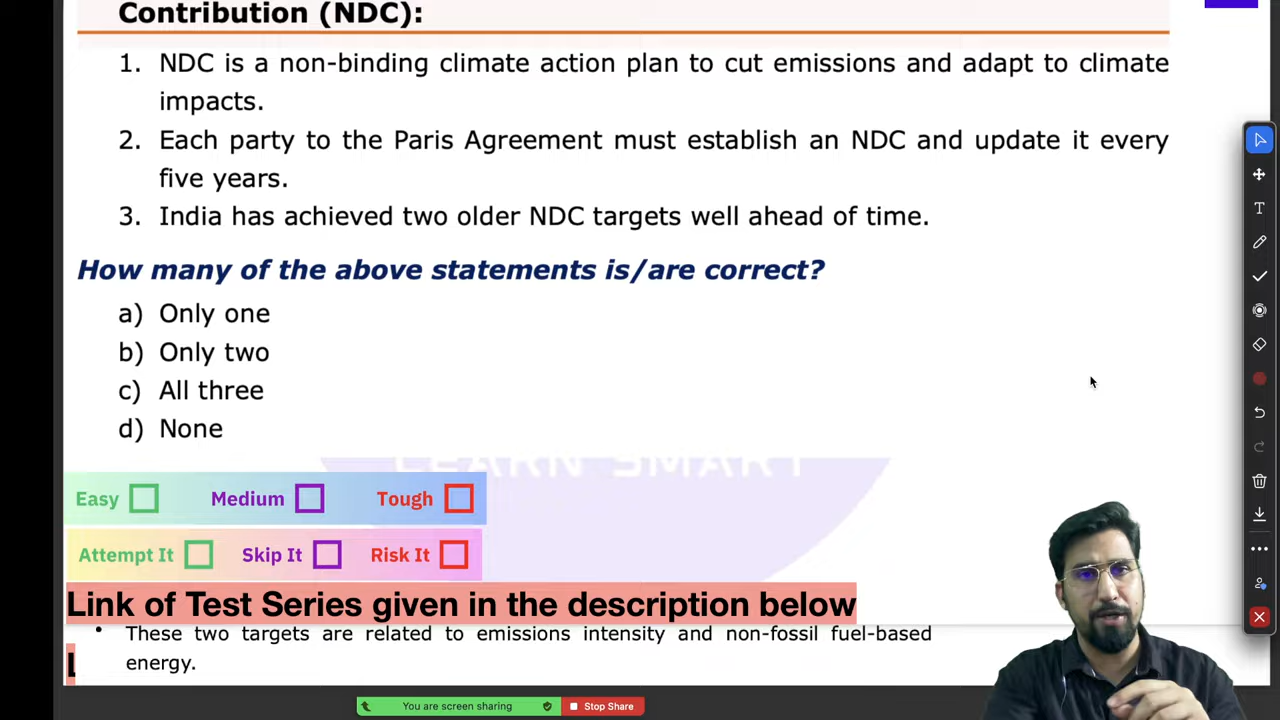 Contribution (NDC):
1. NDC is a non-binding climate action plan to cut emissions and adapt to climate
impacts.
2. Each party to the Paris Agreement must establish an NDC and update it every
five years.
3. India has achieved two older NDC targets well ahead of time.
How many of the above statements is/are correct?
a) Only one
b) Only two
c) All three
d) None
LEARN SMART
Easy Medium Tough
Attempt It Skip It Risk It
Link of Test Series given in the description below
• These two targets are related to emissions intensity and non-fossil fuel-based
energy.
You are screen sharing Stop Share